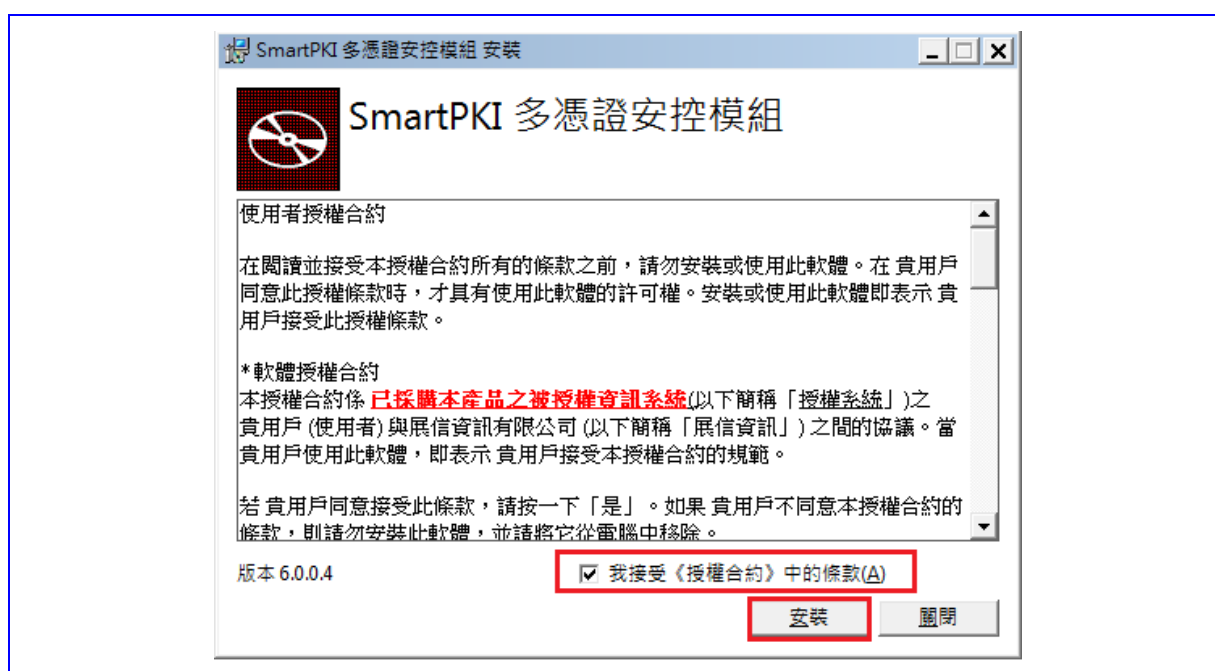 SmartPKI 多憑證安控模組 安裝
SmartPKI 多憑證安控模組
使用者授權合約
在閱讀並接受本授權合約所有的條款之前，請勿安裝或使用此軟體。在 貴用戶
同意此授權條款時，才具有使用此軟體的許可權。安裝或使用此軟體即表示 貴
用戶接受此授權條款。
*軟體授權合約
本授權合約係 已採購本產品之被授權資訊系統(以下簡稱「授權系統」)之
貴用戶 (使用者) 與展信資訊有限公司 (以下簡稱「展信資訊」) 之間的協議。當
貴用戶使用此軟體，即表示 貴用戶接受本授權合約的規範。
若 貴用戶同意接受此條款，請按一下「是」。如果 貴用戶不同意本授權合約的
條款，則請勿安裝此軟體，並請將它從電腦中移除。
版本 6.0.0.4
我接受《授權合約》中的條款(A)
安裝
關閉